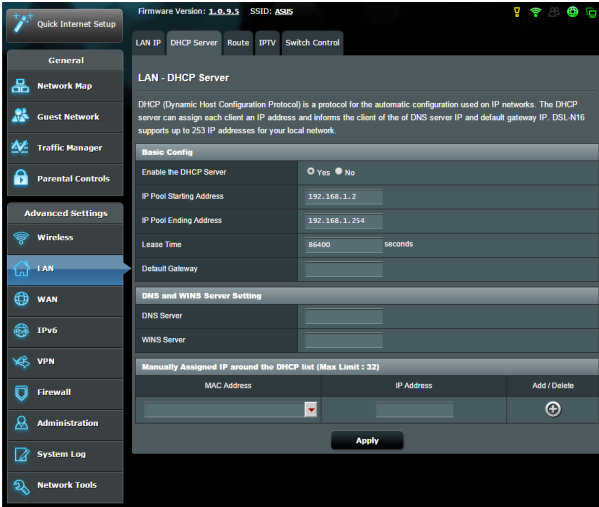 Quick Internet Setup
General
Network Map
Guest Network
Traffic Manager
Parental Controls
Advanced Settings
Wireless
LAN
WAN
IPv6
VPN
Firewall
Administration
System Log
Network Tools
Firmware Version: 1.0.9.5 SSID: ASUS
LAN IP DHCP Server Route IPTV Switch Control
LAN - DHCP Server
DHCP (Dynamic Host Configuration Protocol) is a protocol for the automatic configuration used on IP networks. The DHCP
server can assign each client an IP address and informs the client of the of DNS server IP and default gateway IP. DSL-N16
supports up to 253 IP addresses for your local network.
Basic Config
Enable the DHCP Server Yes No
IP Pool Starting Address 192.168.1.2
IP Pool Ending Address 192.168.1.254
Lease Time 86400 seconds
Default Gateway
DNS and WINS Server Setting
DNS Server
WINS Server
Manually Assigned IP around the DHCP list (Max Limit : 32)
MAC Address IP Address Add / Delete
Apply